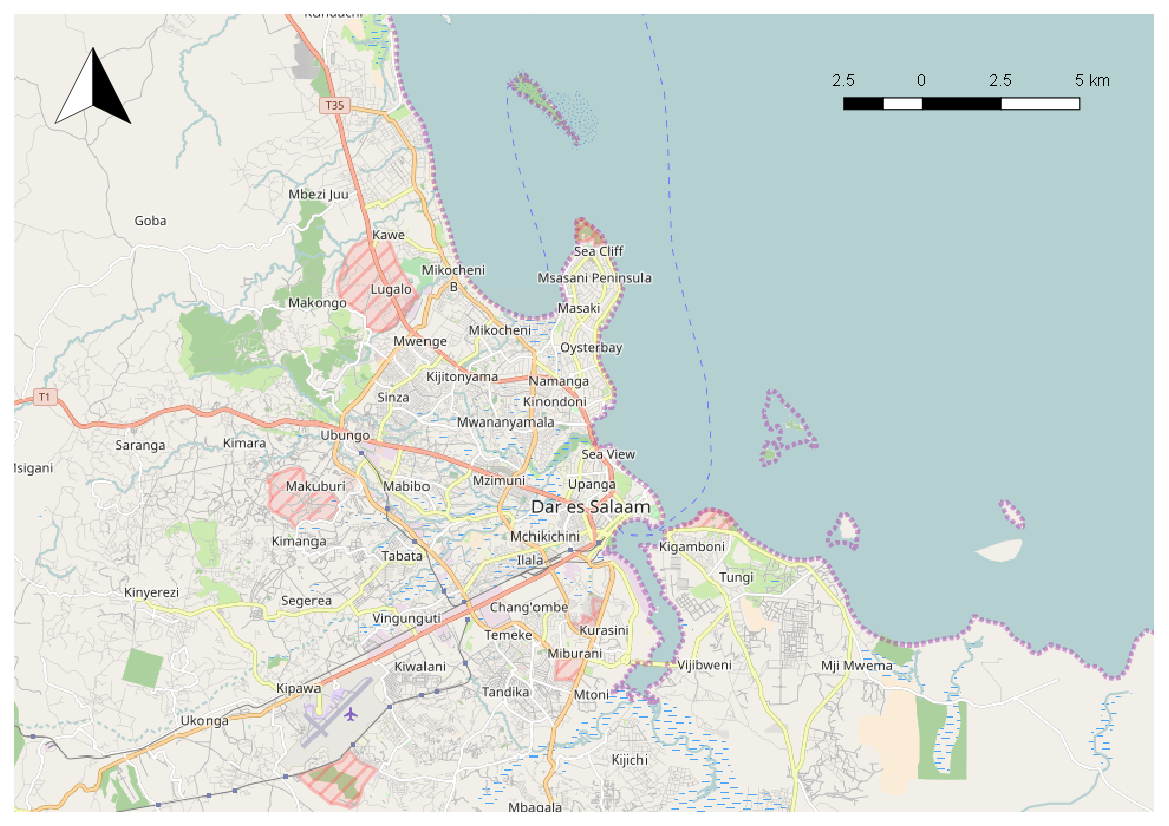 2.5 0 2.5 5 km
T35
Mbezi Juu
Goba
Kawe
Sea Cliff
Mikocheni
B
Msasani Peninsula
Lugalo
Makongo
Masaki
Mikocheni
Mwenge
Oysterbay
Kijitonyama
Namanga
T1
Sinza
Kinondoni
Mwananyamala
Ubungo
Saranga
Kimara
Sea View
Mzimuni
Makuburi
Mabibo
Upanga
Dar es Salaam
Mchikichini
Kimanga
Kigamboni
Tabata
Ilala
Tungi
Kinyerezi
Segerea
Chang'ombe
Vingunguti
Temeke
Kurasini
Miburani
Kiwalani
Vijibweni
Mji Mwema
Kipawa
Tandika
Mtoni
Ukonga
Kijichi